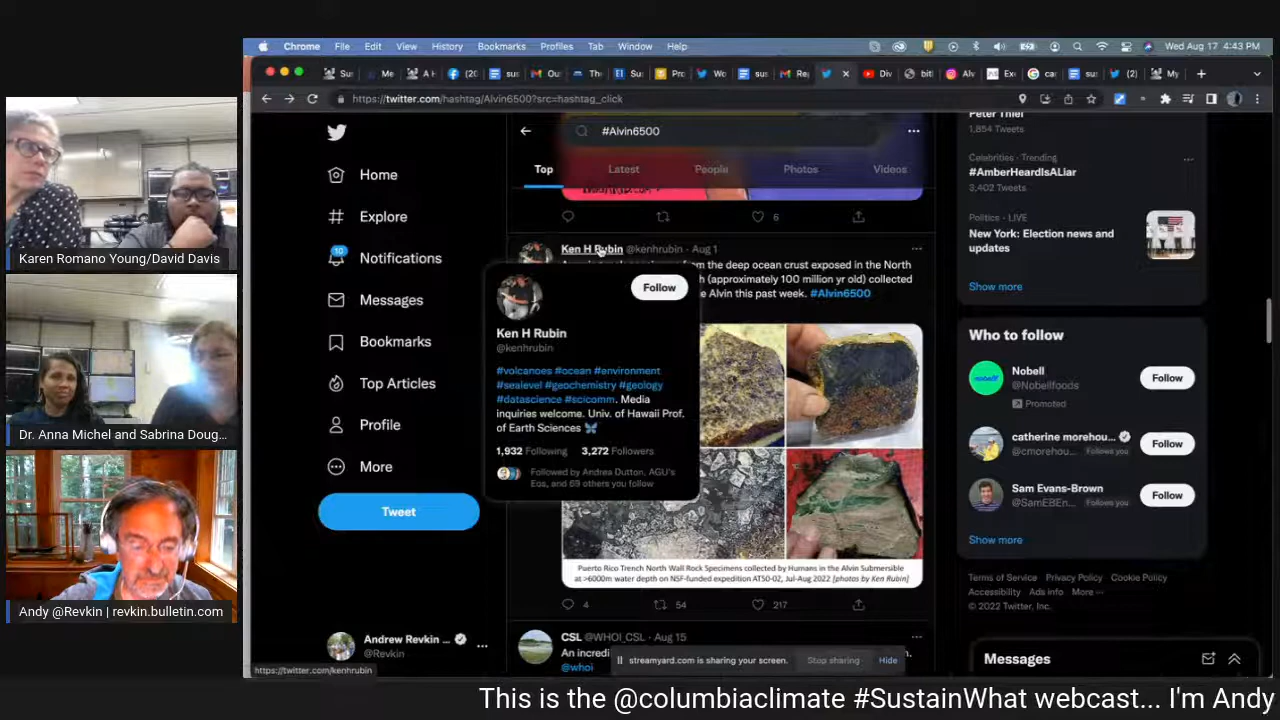 Chrome File Edit View History Bookmarks Profiles Tab Window Help
Wed Aug 17 4:43 PM
https://twitter.com/hashtag/Alvin6500?src=hashtag_click
Karen Romano Young/David Davis
Dr. Anna Michel and Sabrina Doug...
Andy @Revkin | revkin.bulletin.com
Home
Explore
10
Notifications
Messages
Bookmarks
Top Articles
Profile
More
Tweet
Andrew Revkin ...
@Revkin
https://twitter.com/kenhrubin
#Alvin6500
Top Latest People Photos Videos
6
Ken H Rubin @kenhrubin · Aug 1
from the deep ocean crust exposed in the North
(approximately 100 million yr old) collected
Alvin this past week. #Alvin6500
Follow
Ken H Rubin
@kenhrubin
#volcanoes #ocean #environment
#sealevel #geochemistry #geology
#datascience #scicomm. Media
inquiries welcome. Univ. of Hawaii Prof.
of Earth Sciences
1,932 Following 3,272 Followers
Followed by Andrea Dutton, AGU's
Eos, and 69 others you follow
Puerto Rico Trench North Wall Rock Specimens collected by Humans in the Alvin Submersible
at >6000m water depth on NSF-funded expedition AT50-02, Jul-Aug 2022 [photos by Ken Rubin]
4 54 217
CSL @WHOI_CSL · Aug 15
An incredi
@whoi
streamyard.com is sharing your screen. Stop sharing Hide
Peter Thiel
1,854 Tweets
Celebrities · Trending
#AmberHeardIsALiar
3,402 Tweets
Politics · LIVE
New York: Election news and
updates
Show more
Who to follow
Nobell
@Nobellfoods
Promoted
Follow
catherine morehou...
@cmorehou... Follows you
Follow
Sam Evans-Brown
@SamEBEn... Follows you
Follow
Show more
Terms of Service Privacy Policy Cookie Policy
Accessibility Ads info More ···
© 2022 Twitter, Inc.
Messages
This is the @columbiaclimate #SustainWhat webcast... I'm Andy